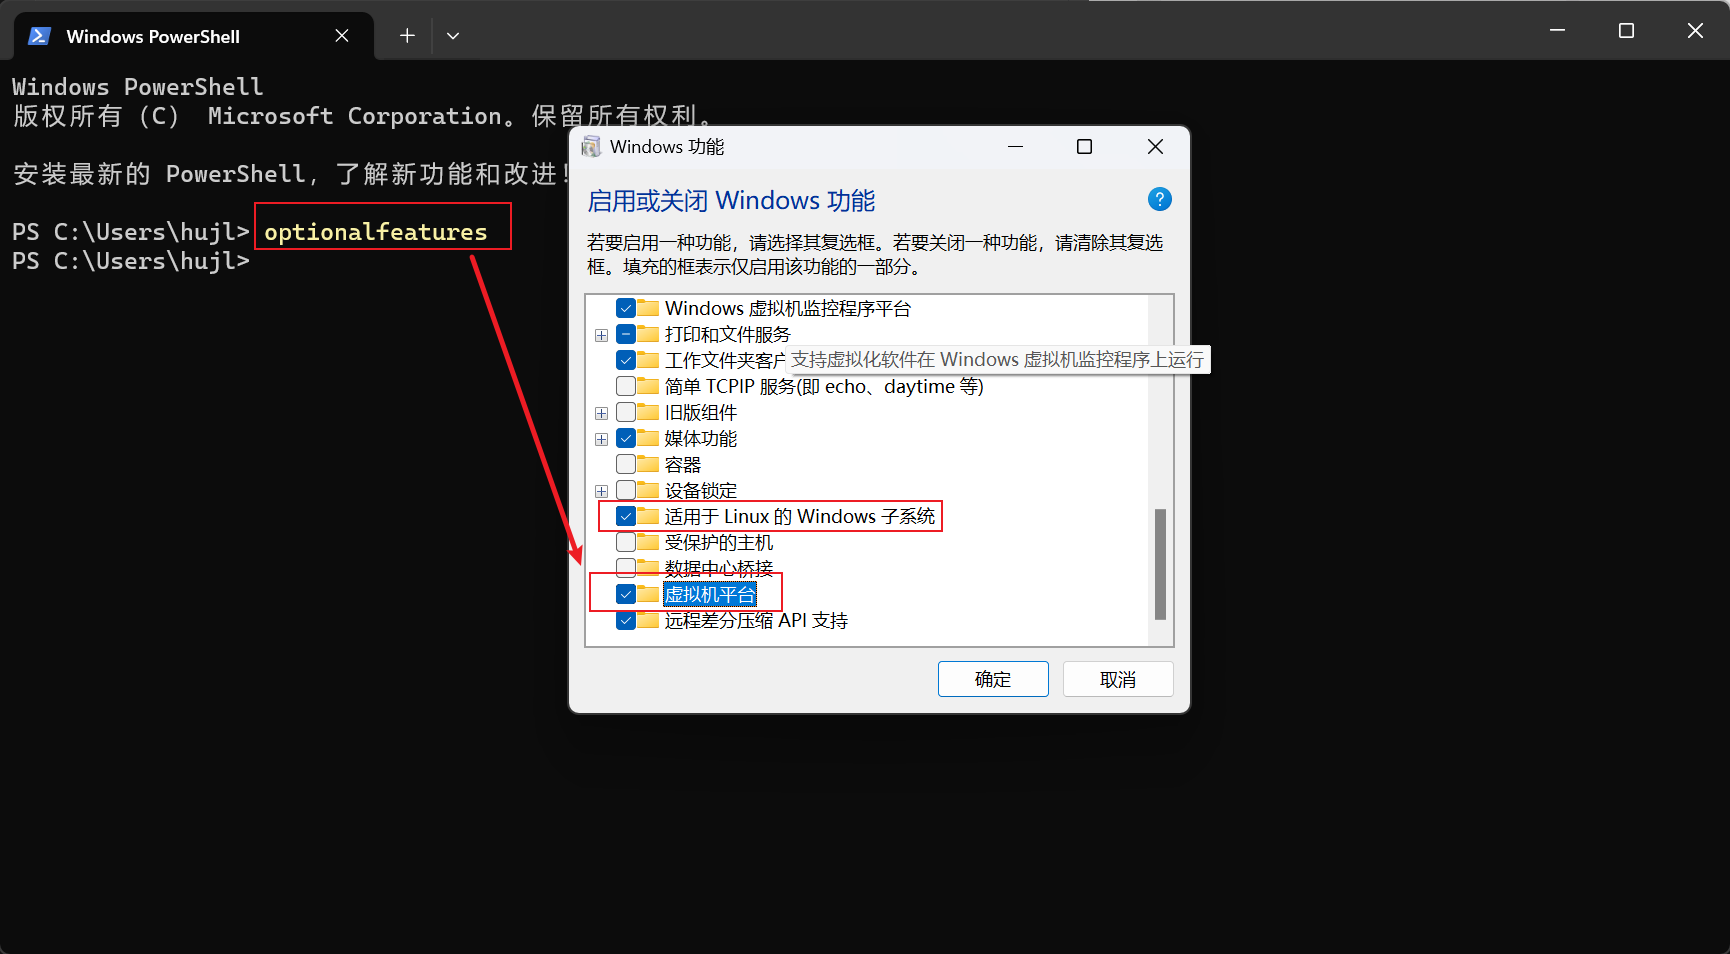 Windows PowerShell
Windows PowerShell
版权所有 (C) Microsoft Corporation。保留所有权利。
安装最新的 PowerShell，了解新功能和改进！
PS C:\Users\hujl> optionalfeatures
PS C:\Users\hujl>
Windows 功能
启用或关闭 Windows 功能
若要启用一种功能，请选择其复选框。若要关闭一种功能，请清除其复选
框。填充的框表示仅启用该功能的一部分。
Windows 虚拟机监控程序平台
打印和文件服务
工作文件夹客户
支持虚拟化软件在 Windows 虚拟机监控程序上运行
简单 TCPIP 服务(即 echo、daytime 等)
旧版组件
媒体功能
容器
设备锁定
适用于 Linux 的 Windows 子系统
受保护的主机
数据中心桥接
虚拟机平台
远程差分压缩 API 支持
确定
取消